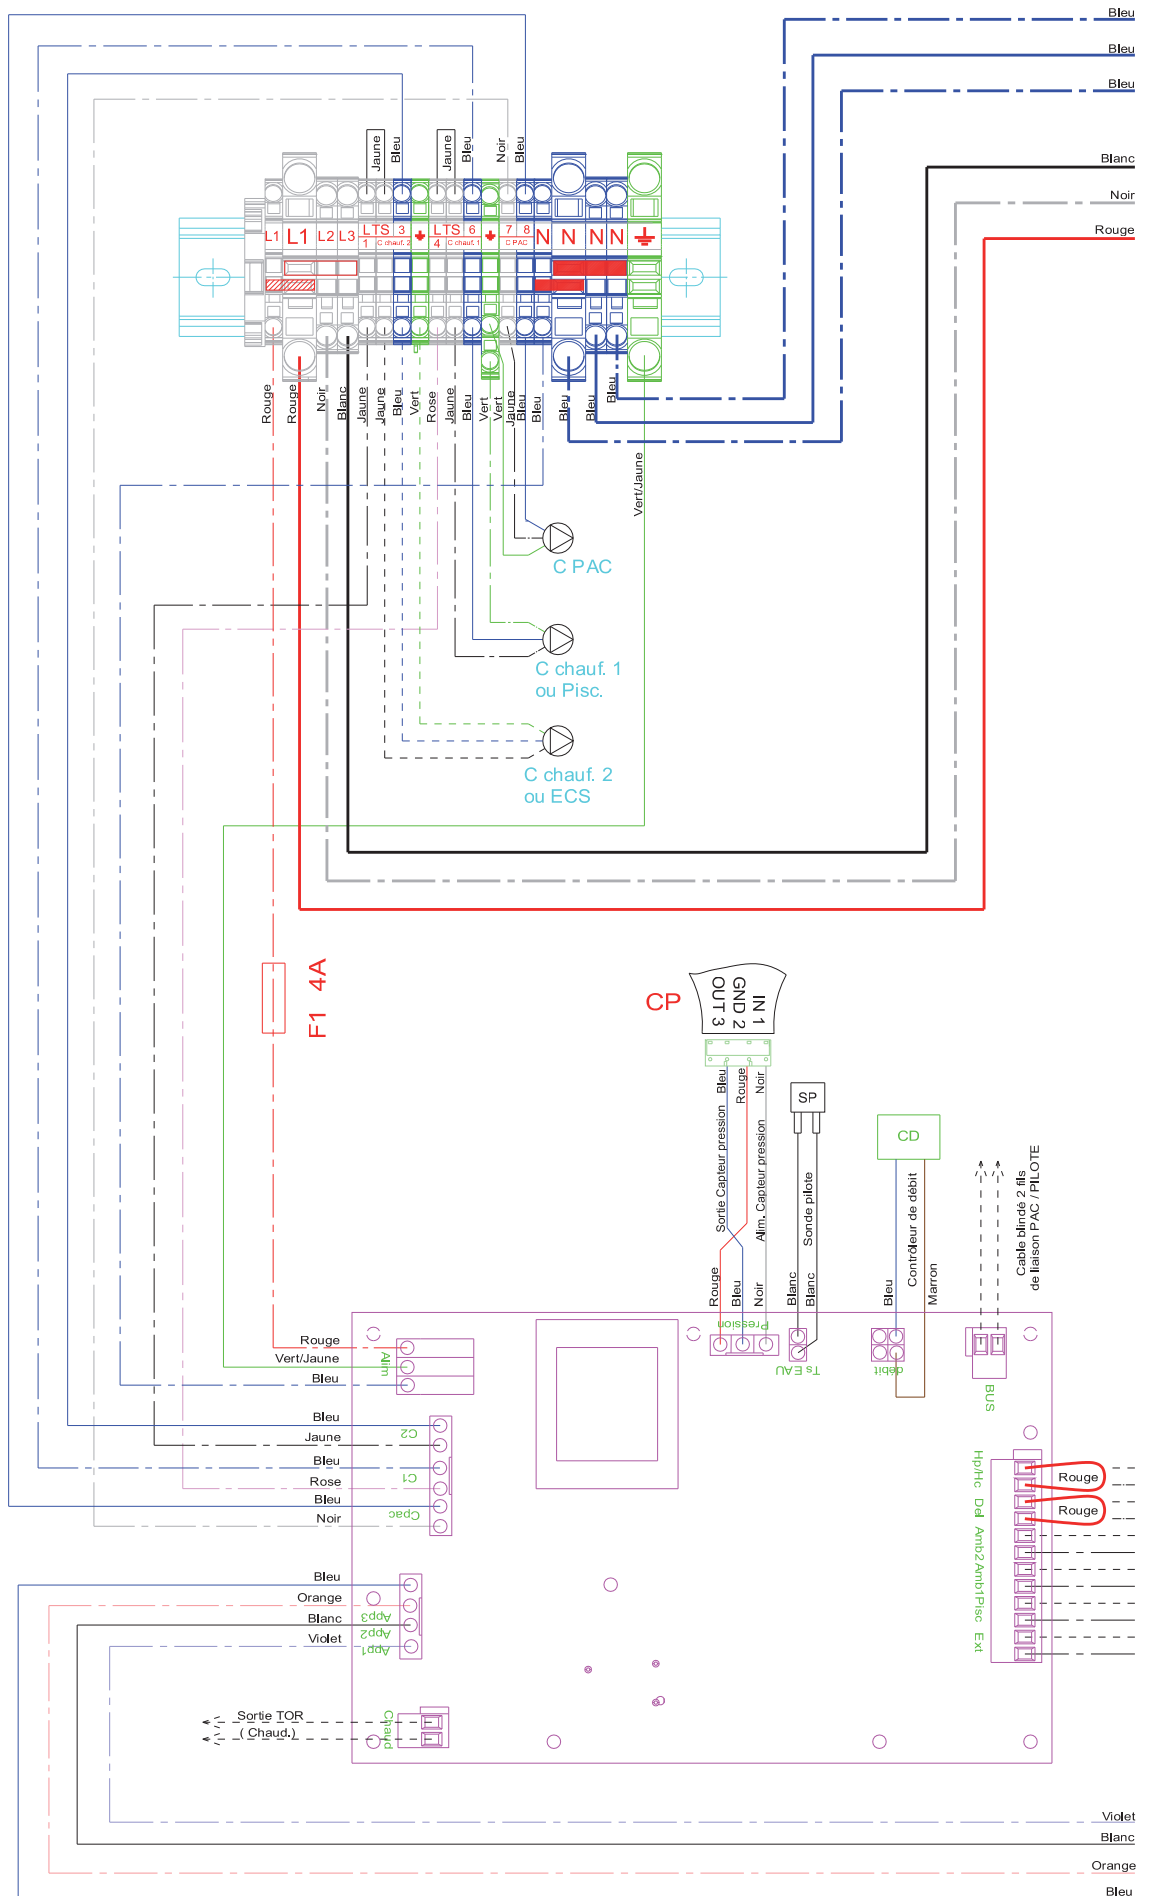 Bleu
Bleu
Bleu
Blanc
Noir
Rouge
Jaune
Bleu
Jaune
Bleu
Noir
Bleu
L1
L1
L2
L3
LTS
3
1
C chauf. 2
LTS
6
4
C chauf. 1
7
8
C PAC
N
N
N
N
Rouge
Rouge
Noir
Blanc
Jaune
Jaune
Bleu
Vert
Rose
Jaune
Bleu
Vert
Vert
Jaune
Bleu
Bleu
Bleu
Bleu
Bleu
Vert/Jaune
C PAC
C chauf. 1
ou Pisc.
C chauf. 2
ou ECS
F1 4A
CP
IN 1
GND 2
OUT 3
Bleu
Rouge
Noir
Sortie Capteur pression
Alim. Capteur pression
Rouge
Bleu
Noir
SP
Sonde pilote
Blanc
Blanc
CD
Contrôleur de débit
Bleu
Marron
Cable blindé 2 fils
de liaison PAC / PILOTE
Pression
Ts EAU
débit
BUS
Rouge
Vert/Jaune
Bleu
Alim
Bleu
Jaune
Bleu
Rose
Bleu
Noir
C2
C1
Cpac
Bleu
Orange
Blanc
Violet
App3
App2
App1
Sortie TOR
( Chaud.)
Chaud
Hp/Hc
Del
Amb2
Amb1
Pisc
Ext
Rouge
Rouge
Violet
Blanc
Orange
Bleu